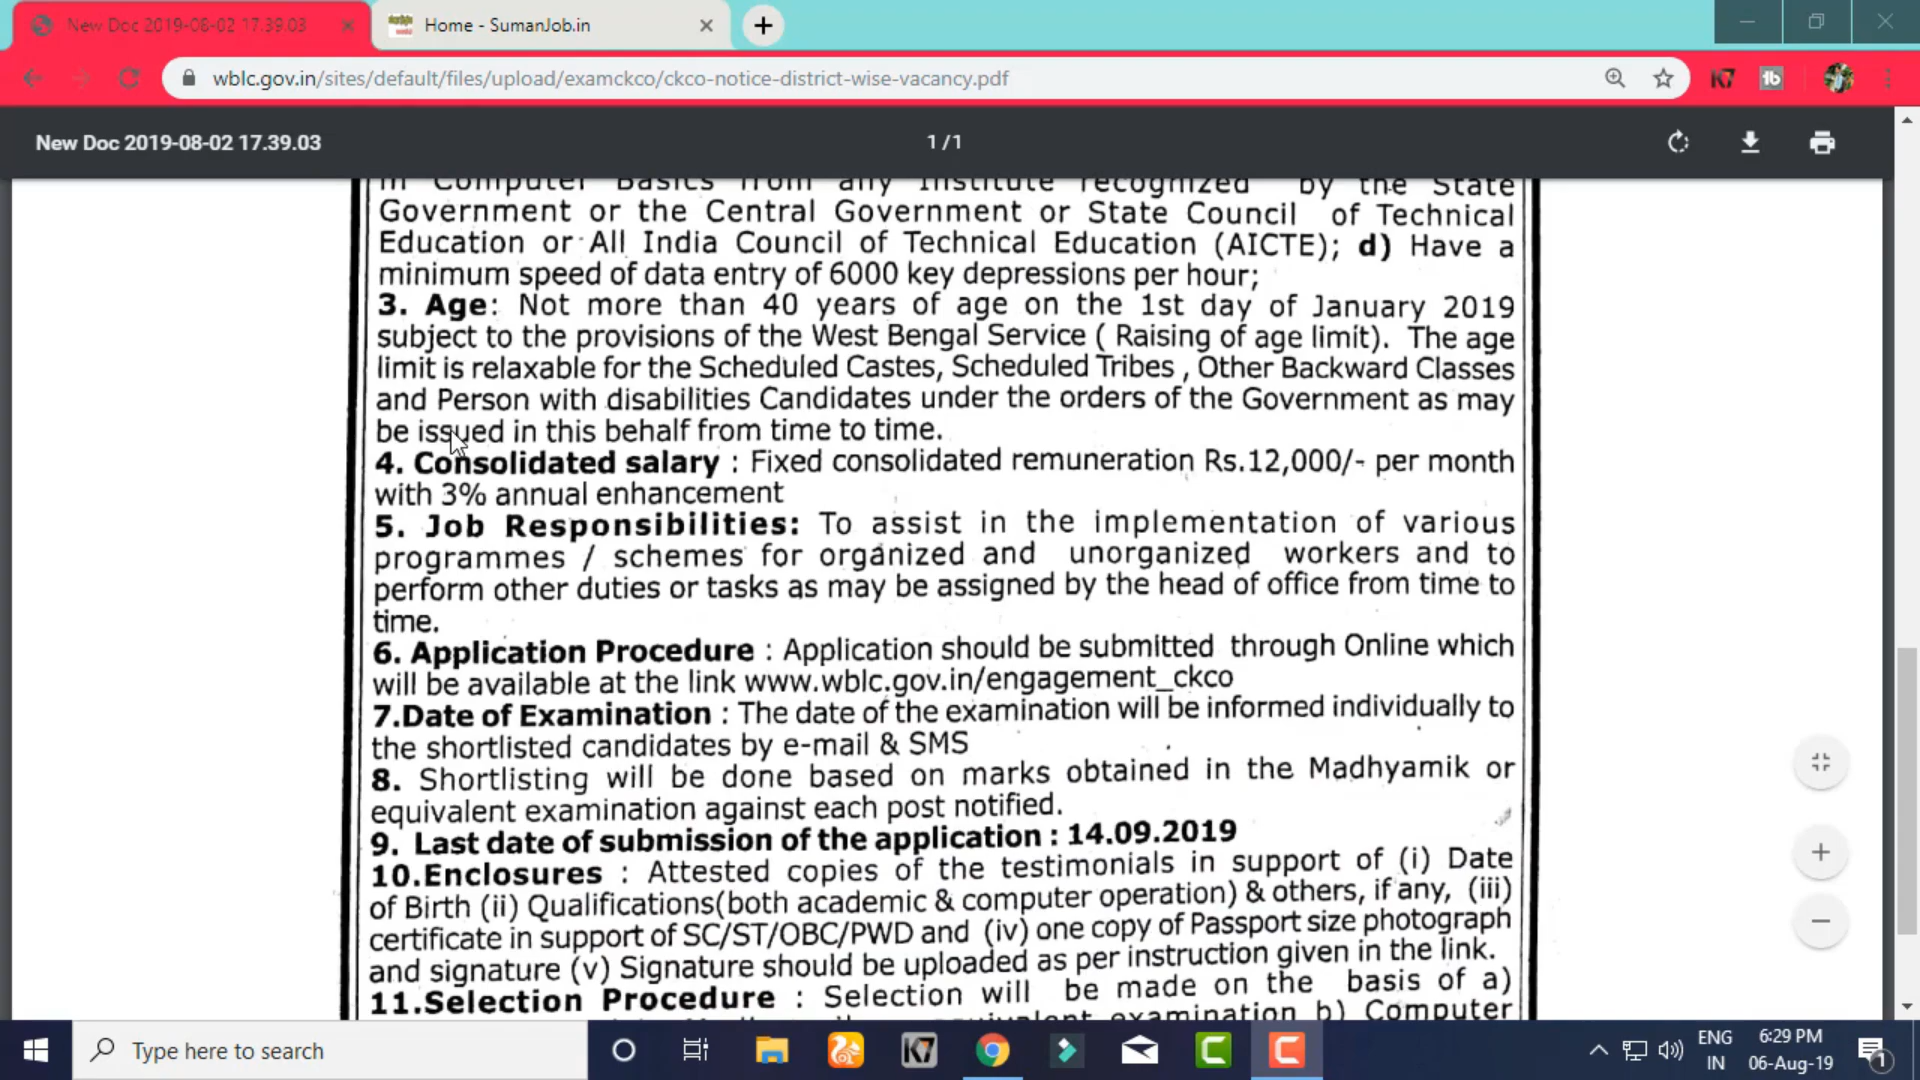 New Doc 2019-08-02 17.39.03
Home - SumanJob.in
wblc.gov.in/sites/default/files/upload/examckco/ckco-notice-district-wise-vacancy.pdf
New Doc 2019-08-02 17.39.03
1 / 1
in Computer Basics from any Institute recognized by the State
Government or the Central Government or State Council of Technical
Education or All India Council of Technical Education (AICTE); d) Have a
minimum speed of data entry of 6000 key depressions per hour;
3. Age: Not more than 40 years of age on the 1st day of January 2019
subject to the provisions of the West Bengal Service ( Raising of age limit). The age
limit is relaxable for the Scheduled Castes, Scheduled Tribes , Other Backward Classes
and Person with disabilities Candidates under the orders of the Government as may
be issued in this behalf from time to time.
4. Consolidated salary : Fixed consolidated remuneration Rs.12,000/- per month
with 3% annual enhancement
5. Job Responsibilities: To assist in the implementation of various
programmes / schemes for organized and unorganized workers and to
perform other duties or tasks as may be assigned by the head of office from time to
time.
6. Application Procedure : Application should be submitted through Online which
will be available at the link www.wblc.gov.in/engagement_ckco
7.Date of Examination : The date of the examination will be informed individually to
the shortlisted candidates by e-mail & SMS
8. Shortlisting will be done based on marks obtained in the Madhyamik or
equivalent examination against each post notified.
9. Last date of submission of the application : 14.09.2019
10.Enclosures : Attested copies of the testimonials in support of (i) Date
of Birth (ii) Qualifications(both academic & computer operation) & others, if any, (iii)
certificate in support of SC/ST/OBC/PWD and (iv) one copy of Passport size photograph
and signature (v) Signature should be uploaded as per instruction given in the link.
11.Selection Procedure : Selection will be made on the basis of a)
equivalent examination b) Computer
Type here to search
K7
ENG
IN
6:29 PM
06-Aug-19
1